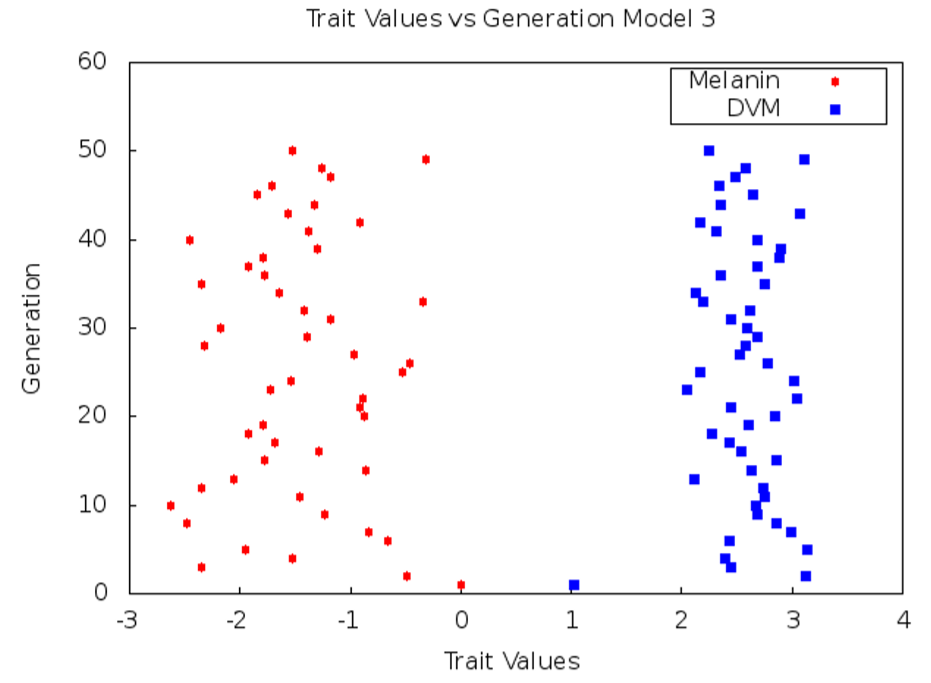 Trait Values vs Generation Model 3
60
50
40
30
20
10
0
Generation
Melanin
DVM
-3 -2 -1 0 1 2 3 4
Trait Values